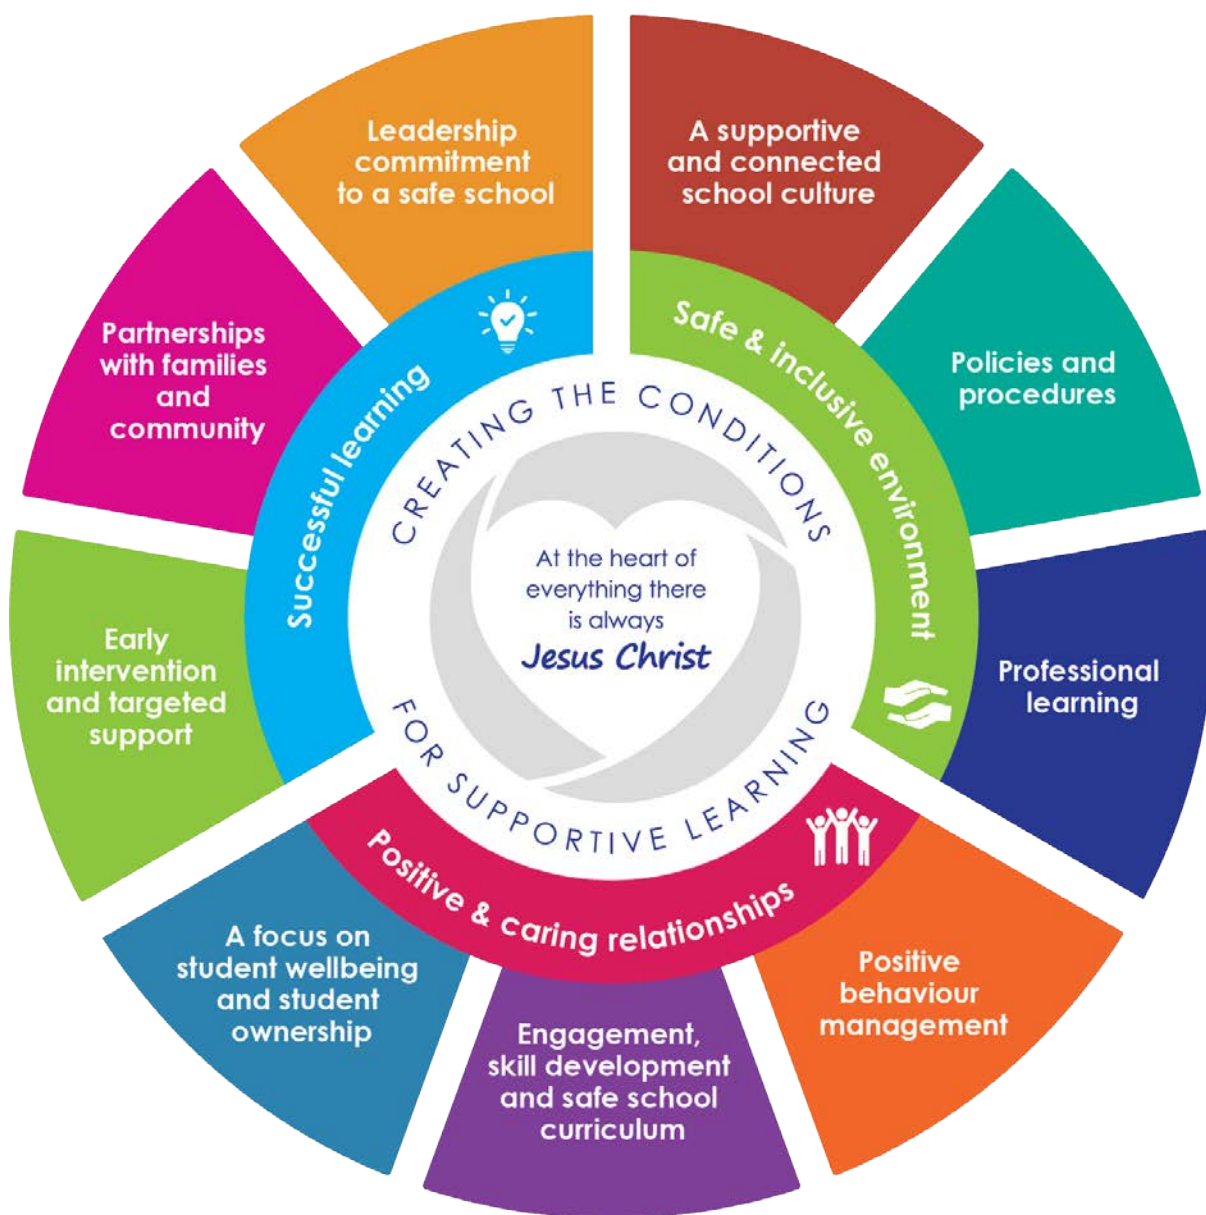 Leadership
commitment
to a safe school
A supportive
and connected
school culture
Policies and
procedures
Professional
learning
Positive
behaviour
management
Engagement,
skill development
and safe school
curriculum
A focus on
student wellbeing
and student
ownership
Early
intervention
and targeted
support
Partnerships
with families
and
community
Successful learning
Safe & inclusive environment
Positive & caring relationships
CREATING THE CONDITIONS
FOR SUPPORTIVE LEARNING
At the heart of
everything there
is always
Jesus Christ